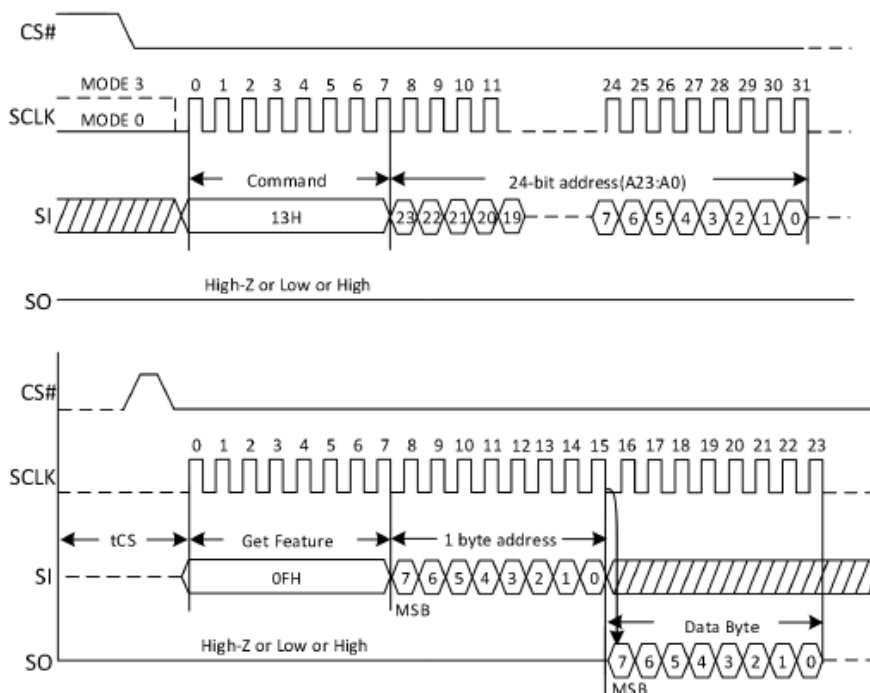 CS#
MODE 3
0 1 2 3 4 5 6 7 8 9 10 11 24 25 26 27 28 29 30 31
SCLK
MODE 0
Command
24-bit address(A23:A0)
SI
13H
23 22 21 20 19 7 6 5 4 3 2 1 0
High-Z or Low or High
SO
CS#
0 1 2 3 4 5 6 7 8 9 10 11 12 13 14 15 16 17 18 19 20 21 22 23
SCLK
tCS
Get Feature
1 byte address
SI
0FH
7 6 5 4 3 2 1 0
MSB
Data Byte
High-Z or Low or High
SO
7 6 5 4 3 2 1 0
MSB